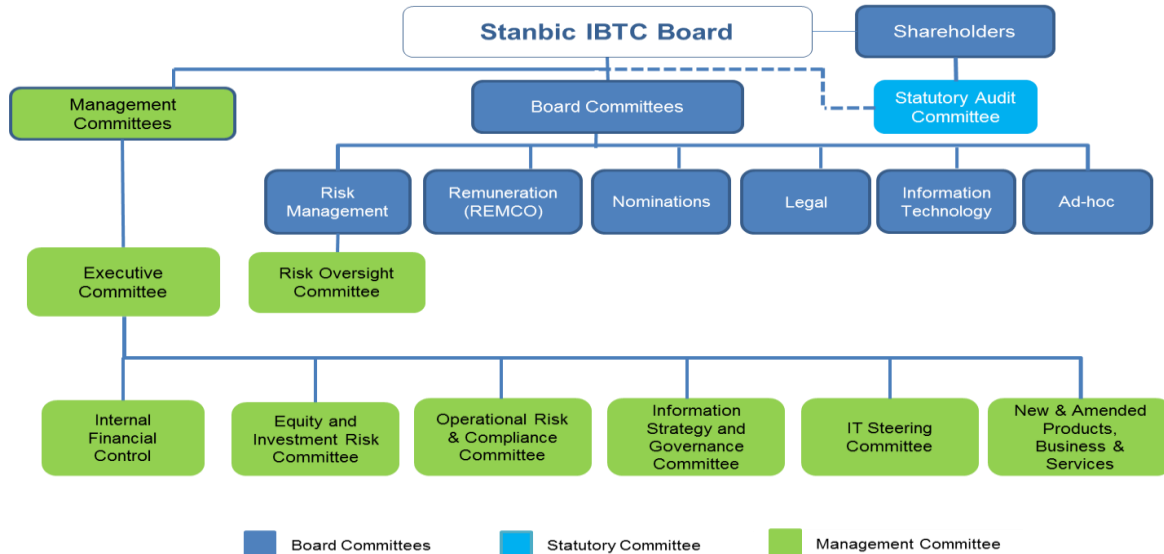 Stanbic IBTC Board
Shareholders
Management
Committees
Board Committees
Statutory Audit
Committee
Risk
Management
Remuneration
(REMCO)
Nominations
Legal
Information
Technology
Ad-hoc
Executive
Committee
Risk Oversight
Committee
Internal
Financial
Control
Equity and
Investment Risk
Committee
Operational Risk
& Compliance
Committee
Information
Strategy and
Governance
Committee
IT Steering
Committee
New & Amended
Products,
Business &
Services
Board Committees
Statutory Committee
Management Committee